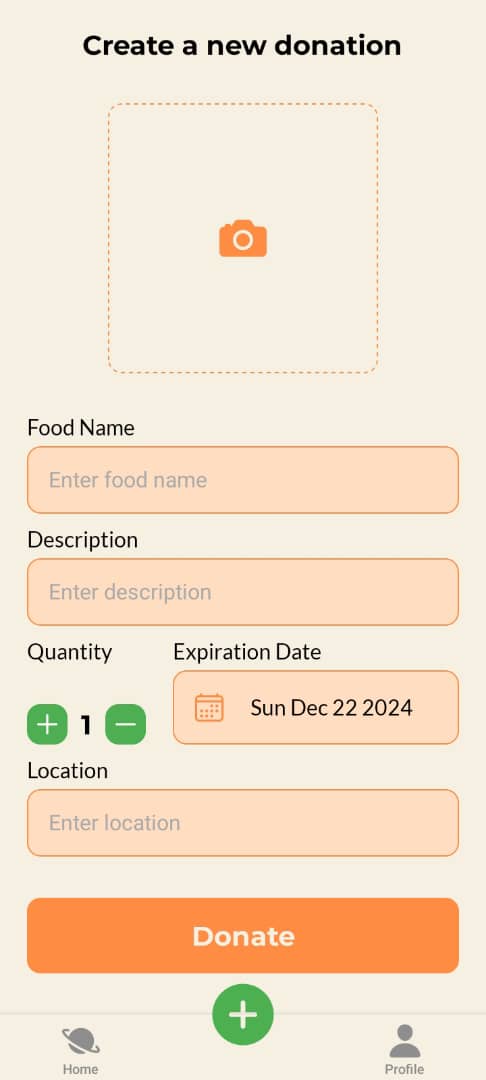 Create a new donation
Food Name
Enter food name
Description
Enter description
Quantity
Expiration Date
1
Sun Dec 22 2024
Location
Enter location
Donate
Home
Profile